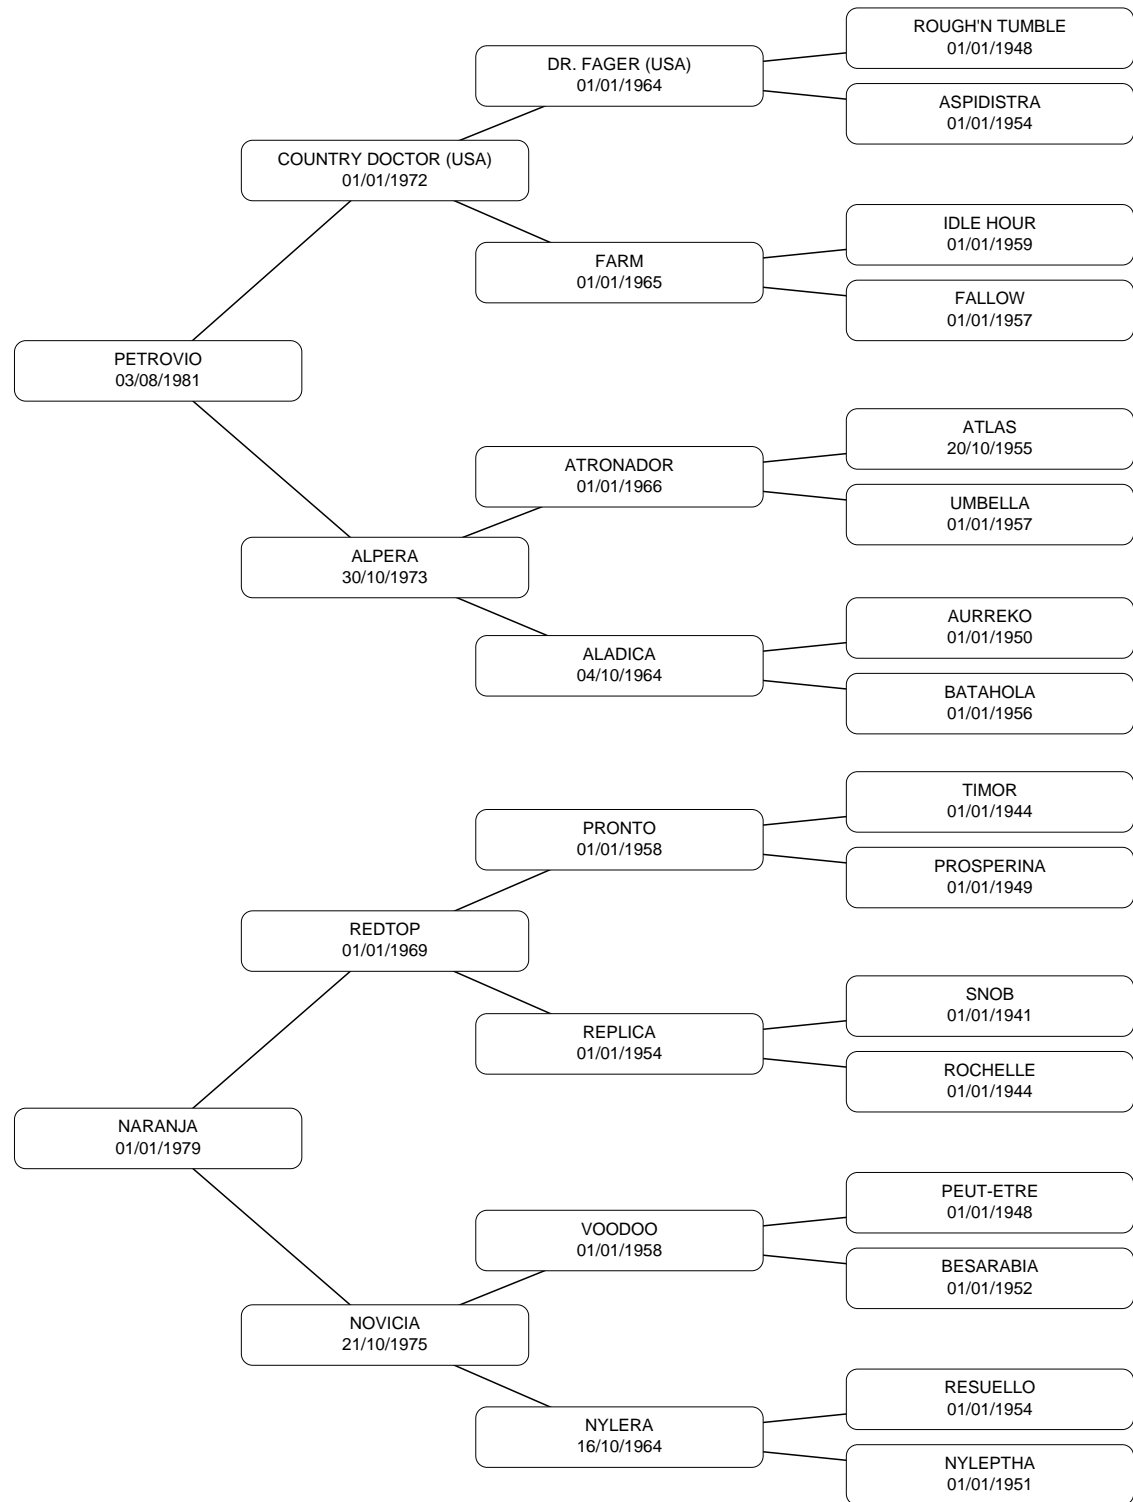 ROUGH'N TUMBLE
01/01/1948
DR. FAGER (USA)
01/01/1964
ASPIDISTRA
01/01/1954
COUNTRY DOCTOR (USA)
01/01/1972
IDLE HOUR
01/01/1959
FARM
01/01/1965
FALLOW
01/01/1957
PETROVIO
03/08/1981
ATLAS
20/10/1955
ATRONADOR
01/01/1966
UMBELLA
01/01/1957
ALPERA
30/10/1973
AURREKO
01/01/1950
ALADICA
04/10/1964
BATAHOLA
01/01/1956
TIMOR
01/01/1944
PRONTO
01/01/1958
PROSPERINA
01/01/1949
REDTOP
01/01/1969
SNOB
01/01/1941
REPLICA
01/01/1954
ROCHELLE
01/01/1944
NARANJA
01/01/1979
PEUT-ETRE
01/01/1948
VOODOO
01/01/1958
BESARABIA
01/01/1952
NOVICIA
21/10/1975
RESUELLO
01/01/1954
NYLERA
16/10/1964
NYLEPTHA
01/01/1951